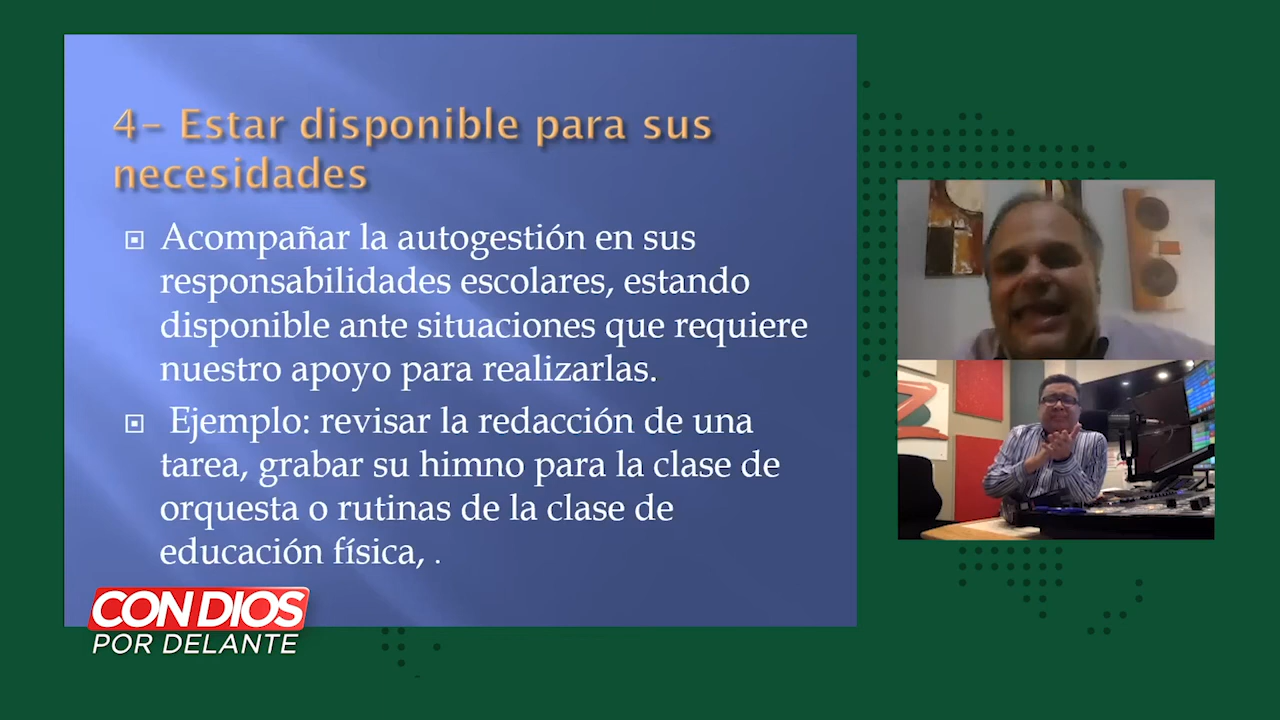 4- Estar disponible para sus
necesidades
Acompañar la autogestión en sus
responsabilidades escolares, estando
disponible ante situaciones que requiere
nuestro apoyo para realizarlas.
Ejemplo: revisar la redacción de una
tarea, grabar su himno para la clase de
orquesta o rutinas de la clase de
educación física, .
CON DIOS
POR DELANTE